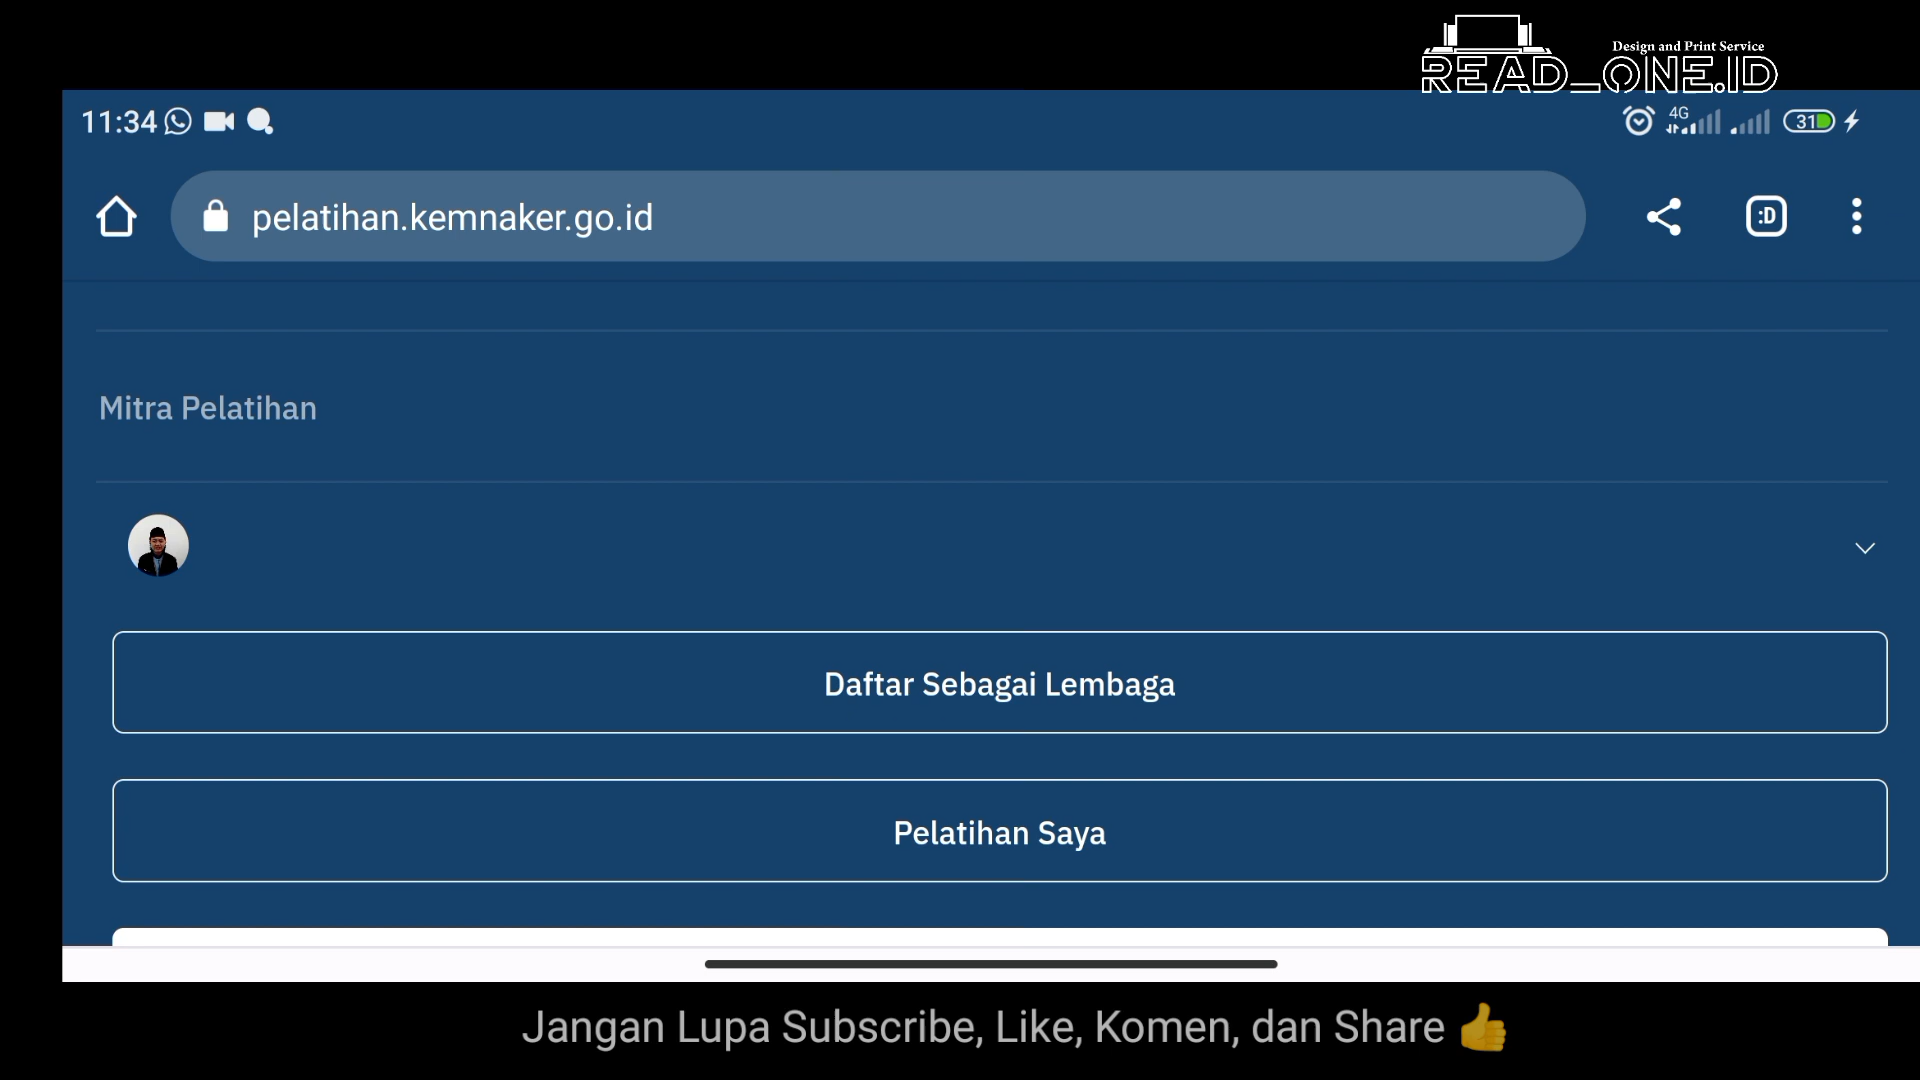 Design and Print Service
READ_ONE.ID
11:34
4G
31
pelatihan.kemnaker.go.id
:D
Mitra Pelatihan
Daftar Sebagai Lembaga
Pelatihan Saya
Jangan Lupa Subscribe, Like, Komen, dan Share 👍